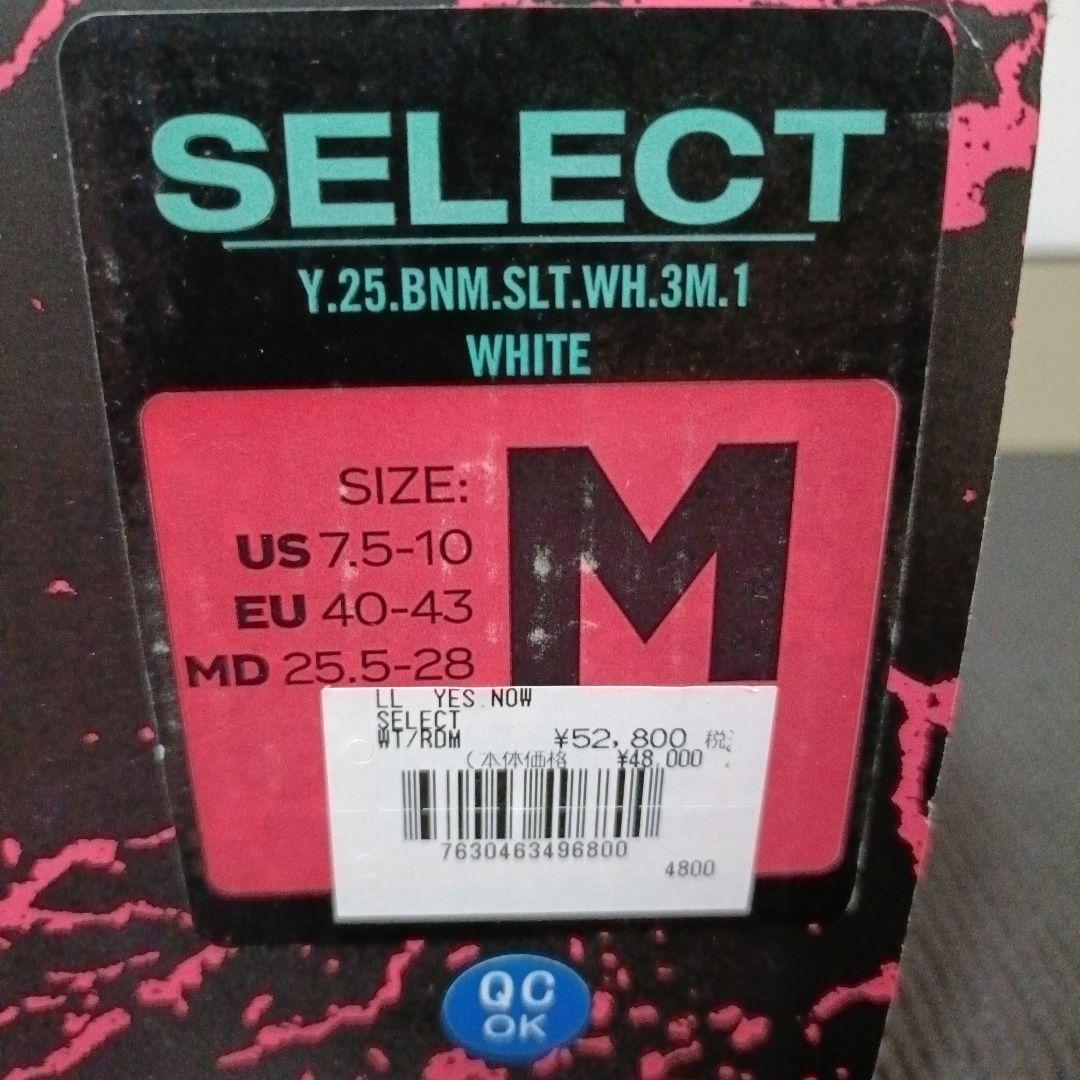 SELECT
Y.25.BNM.SLT.WH.3M.1
WHITE
SIZE:
US 7.5-10
EU 40-43
MD 25.5-28
M
LL YES.NOW
SELECT
WT/RDM ¥52,800 税
(本体価格 ¥48,000
7630463496800
4800
QC
OK